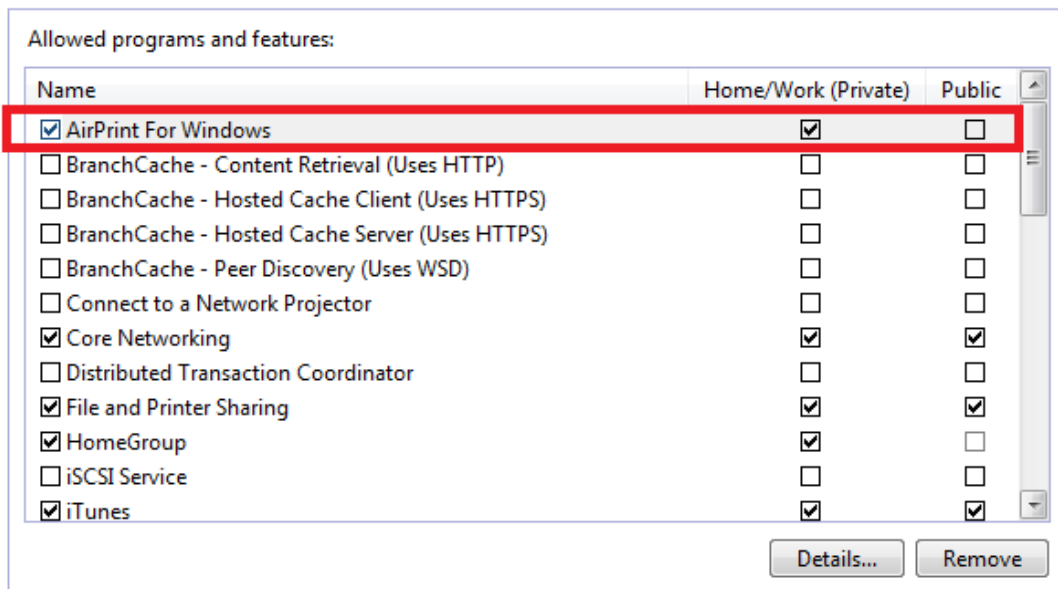 Allowed programs and features:
Name Home/Work (Private) Public
AirPrint For Windows
BranchCache - Content Retrieval (Uses HTTP)
BranchCache - Hosted Cache Client (Uses HTTPS)
BranchCache - Hosted Cache Server (Uses HTTPS)
BranchCache - Peer Discovery (Uses WSD)
Connect to a Network Projector
Core Networking
Distributed Transaction Coordinator
File and Printer Sharing
HomeGroup
iSCSI Service
iTunes
Details... Remove